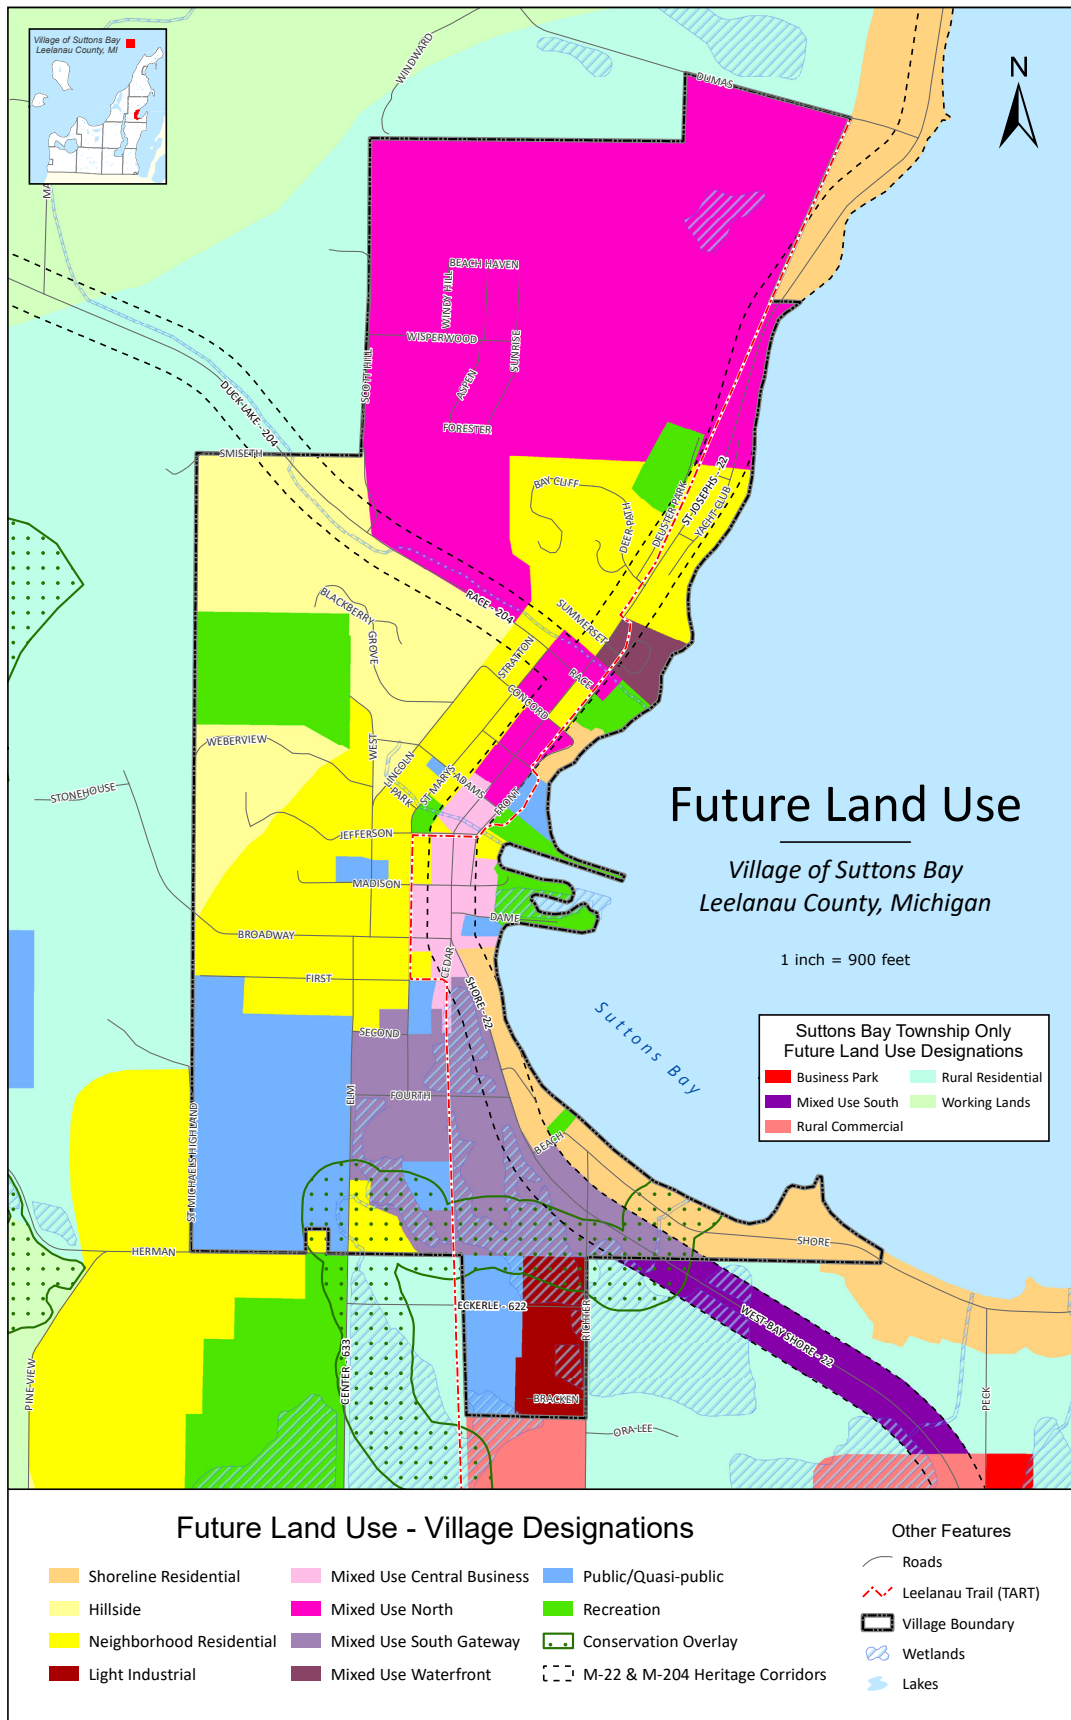 Village of Suttons Bay
Leelanau County, MI
WINDWARD
DUMAS
N
MA
BEACH HAVEN
WINDY HILL
WISPERWOOD
SUNRISE
ASPEN
SCOTT HILL
FORESTER
DUCK-LAKE - 204
SMISETH
BAY CLIFF
DEER-PATH
DEUSTER-PARK
ST JOSEPHS - 22
YACHT CLUB
RACE - 204
SUMMERSET
BLACKBERRY
GROVE
STRATTON
RACE
CONCORD
WEBERVIEW
WEST
LINCOLN
PARK
ST MARYS
ADAMS
FRONT
STONEHOUSE
JEFFERSON
MADISON
DAME
BROADWAY
CEDAR
FIRST
SHORE - 22
SECOND
ELM
FOURTH
BEACH
ST MICHAELS HIGHLAND
HERMAN
SHORE
ECKERLE - 622
RICHTER
WEST-BAY SHORE - 22
CENTER - 633
PINE-VIEW
BRACKEN
ORA-LEE
PECK
Future Land Use
Village of Suttons Bay
Leelanau County, Michigan
1 inch = 900 feet
Suttons Bay
Suttons Bay Township Only
Future Land Use Designations
Business Park
Rural Residential
Mixed Use South
Working Lands
Rural Commercial
Future Land Use - Village Designations
Shoreline Residential
Hillside
Neighborhood Residential
Light Industrial
Mixed Use Central Business
Mixed Use North
Mixed Use South Gateway
Mixed Use Waterfront
Public/Quasi-public
Recreation
Conservation Overlay
M-22 & M-204 Heritage Corridors
Other Features
Roads
Leelanau Trail (TART)
Village Boundary
Wetlands
Lakes